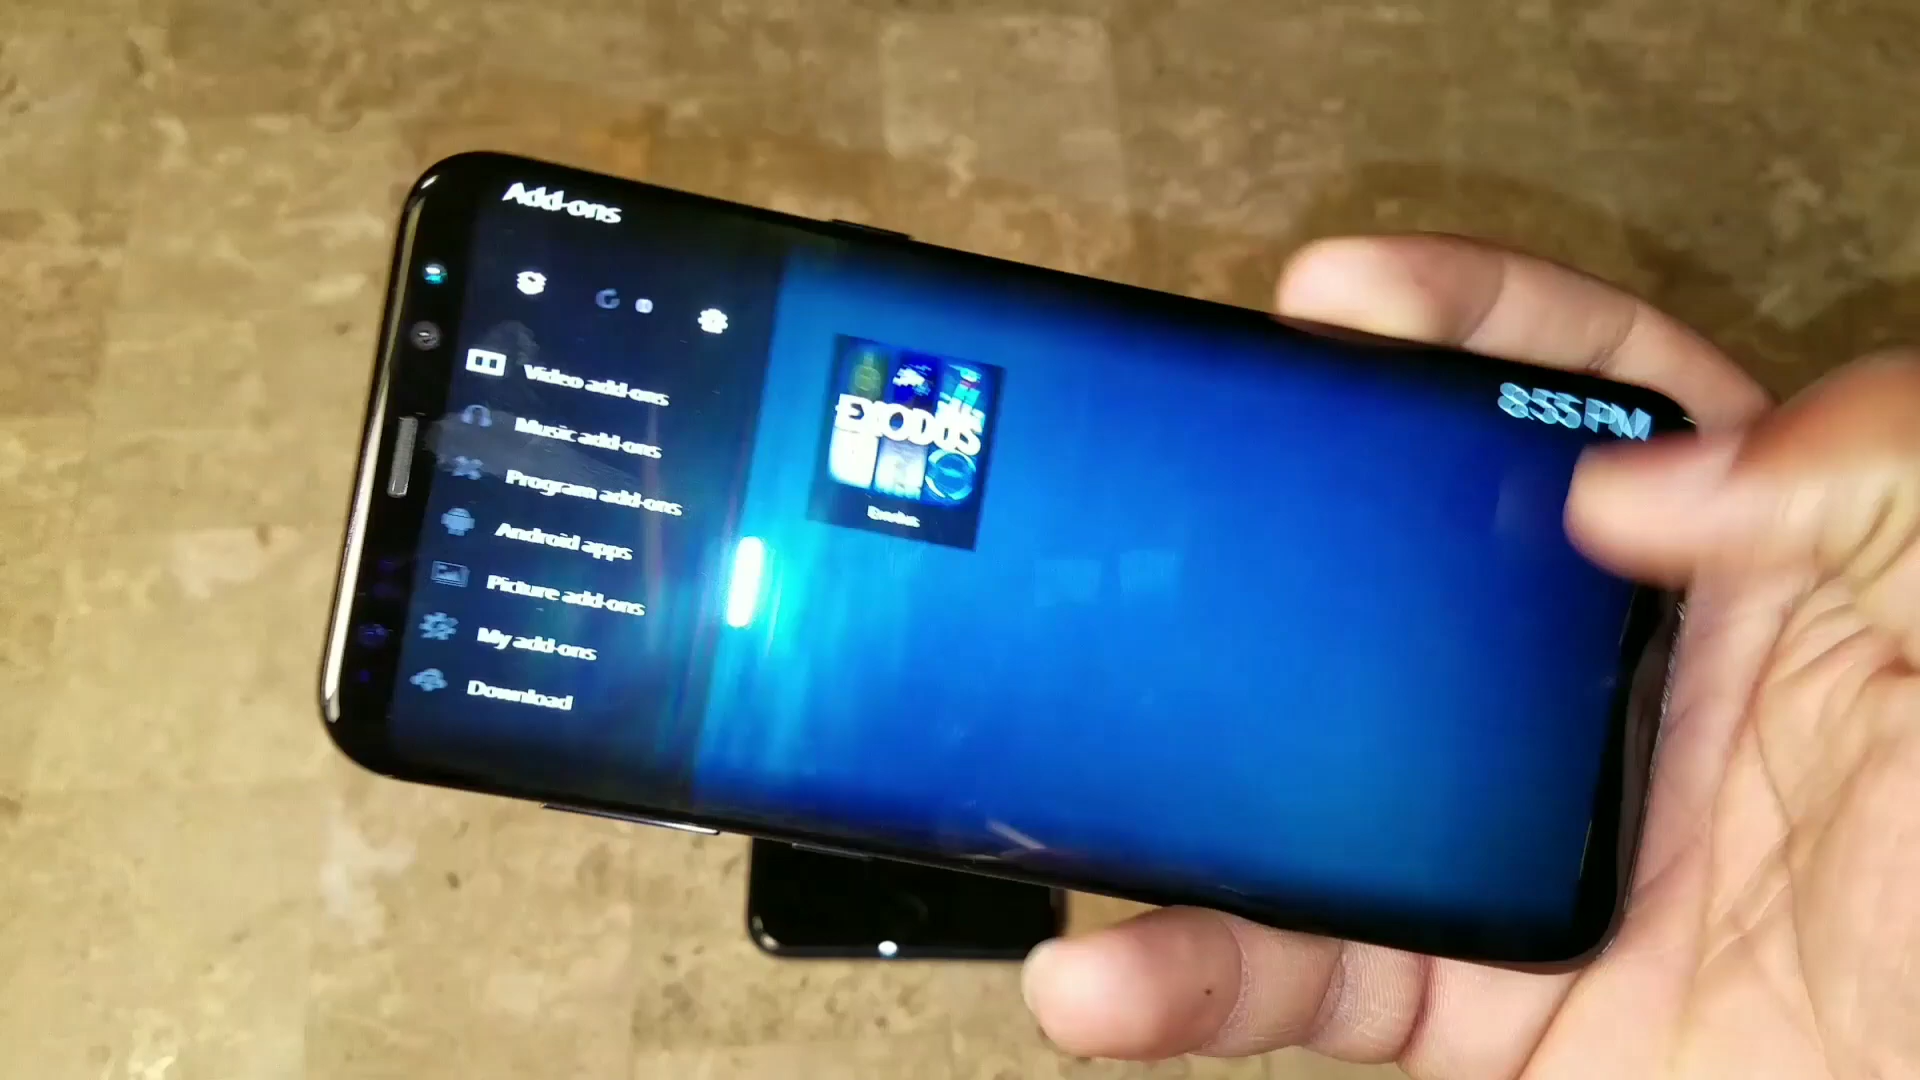 Add-ons
8:55 PM
Video add-ons
Music add-ons
Program add-ons
Android apps
Picture add-ons
My add-ons
Download
EXODUS
Exodus